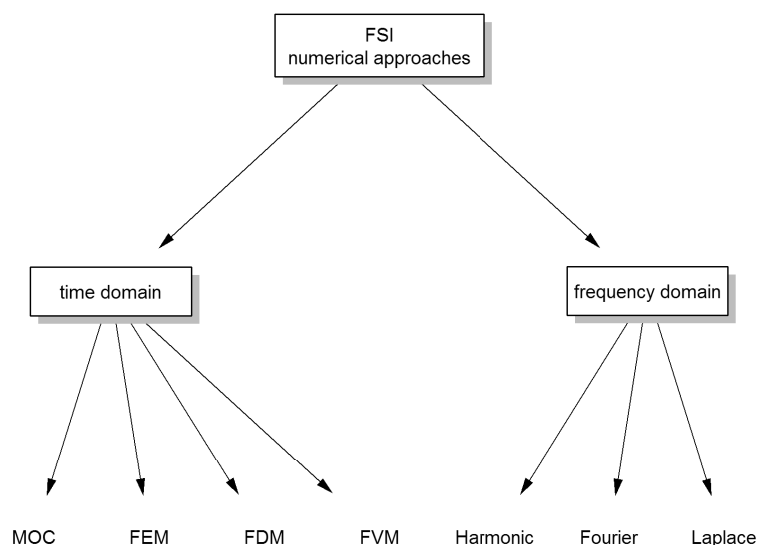 FSI
numerical approaches
time domain
frequency domain
MOC
FEM
FDM
FVM
Harmonic
Fourier
Laplace